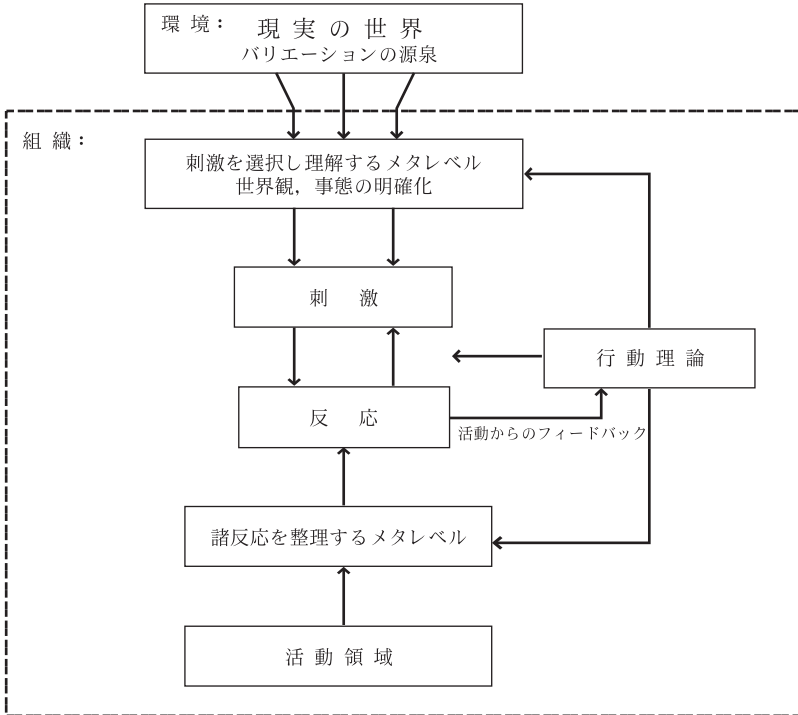 環 境： 現 実 の 世 界
バリエーションの源泉
組 織：
刺激を選択し理解するメタレベル
世界観，事態の明確化
刺 激
行 動 理 論
反 応
活動からのフィードバック
諸反応を整理するメタレベル
活 動 領 域